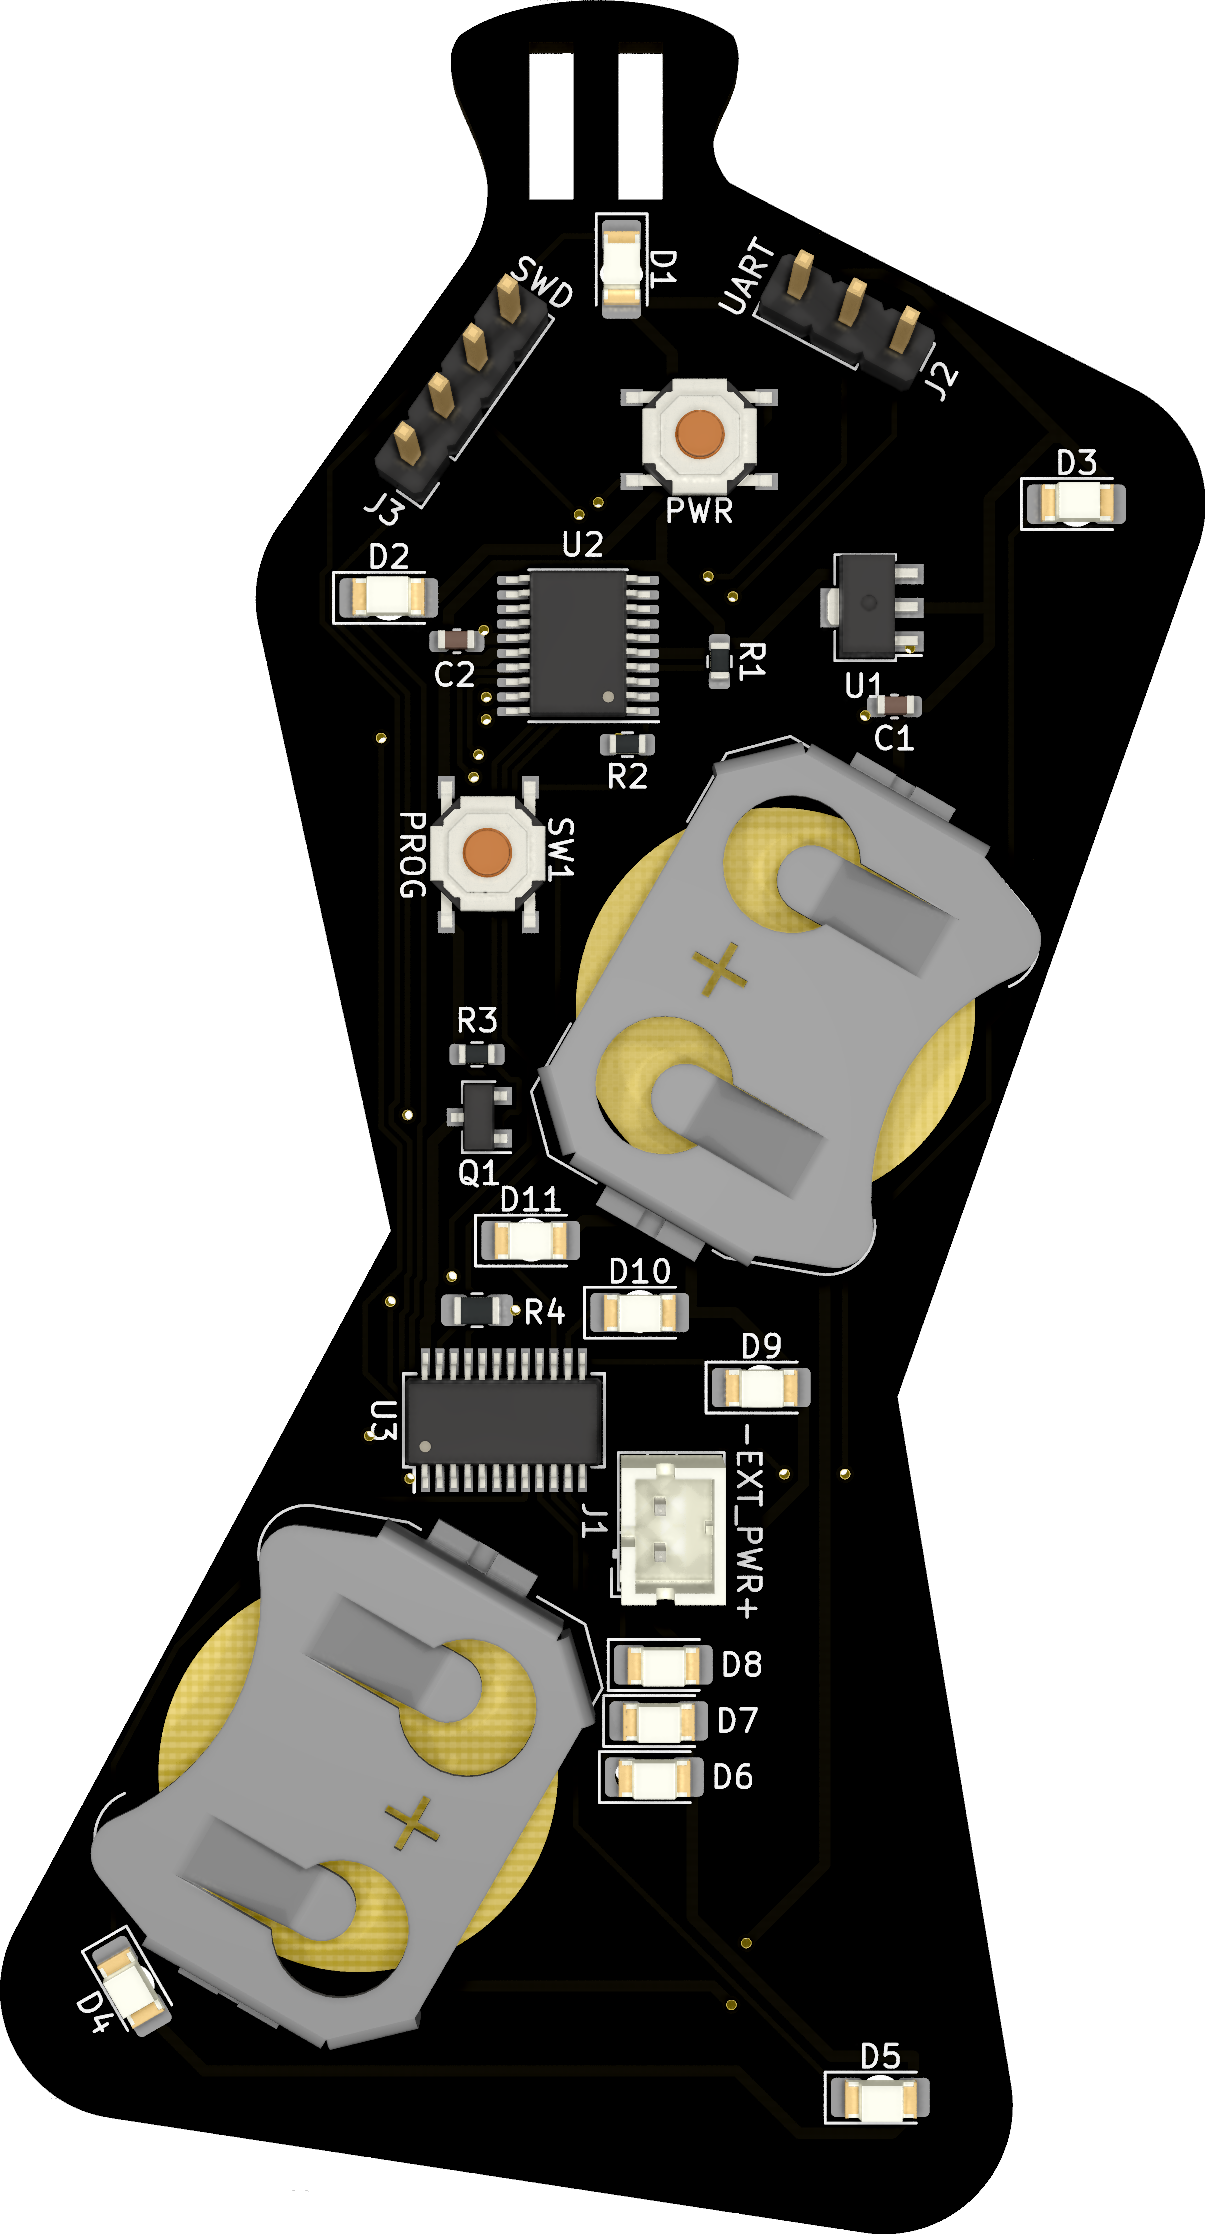 D1
SWD
UART
J2
J3
PWR
D3
U2
D2
C2
R1
U1
C1
R2
PROG
SW1
+
R3
Q1
D11
D10
R4
D9
U3
J1
-EXT_PWR+
D8
D7
D6
+
D4
D5